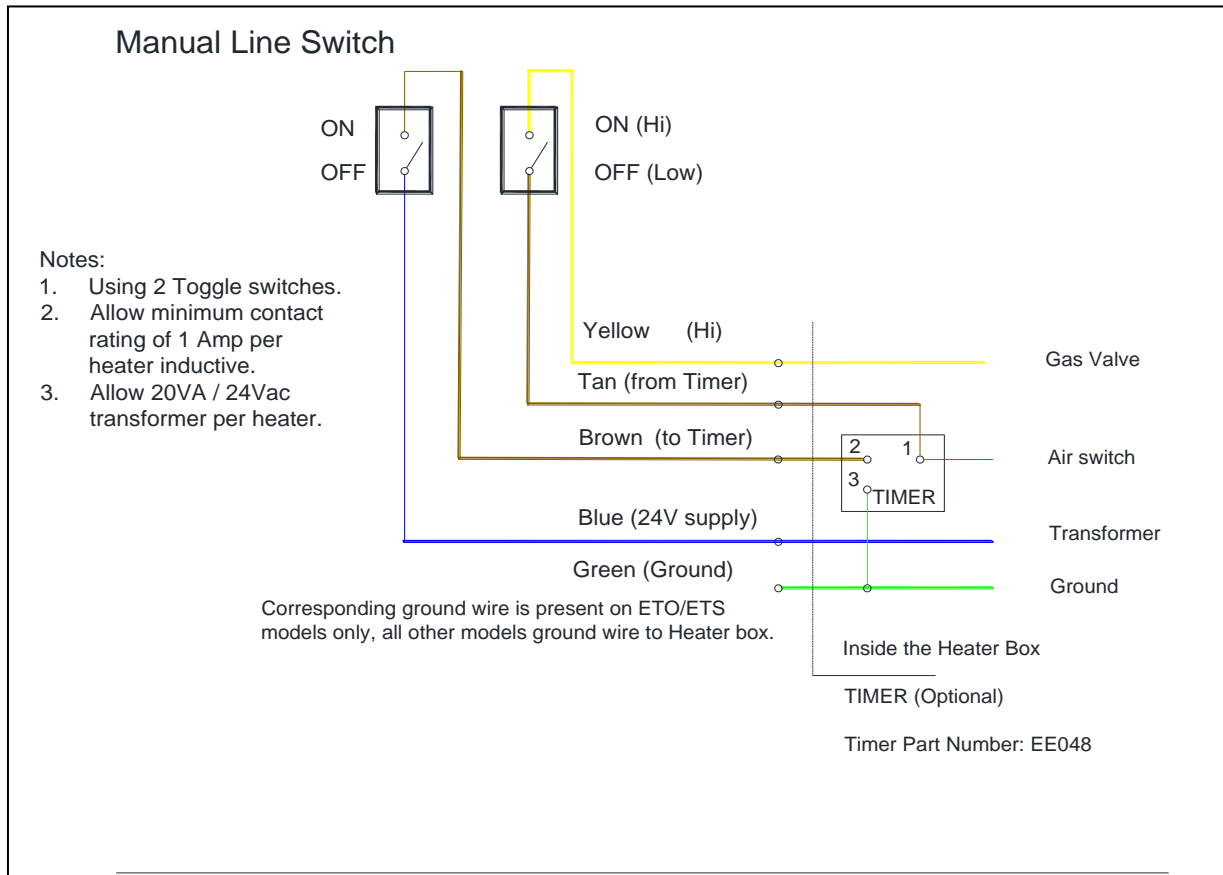 Manual Line Switch
ON
OFF
ON (Hi)
OFF (Low)
Notes:
1. Using 2 Toggle switches.
2. Allow minimum contact
rating of 1 Amp per
heater inductive.
3. Allow 20VA / 24Vac
transformer per heater.
Yellow (Hi)
Gas Valve
Tan (from Timer)
Brown (to Timer)
2
1
3
TIMER
Air switch
Blue (24V supply)
Transformer
Green (Ground)
Ground
Corresponding ground wire is present on ETO/ETS
models only, all other models ground wire to Heater box.
Inside the Heater Box
TIMER (Optional)
Timer Part Number: EE048